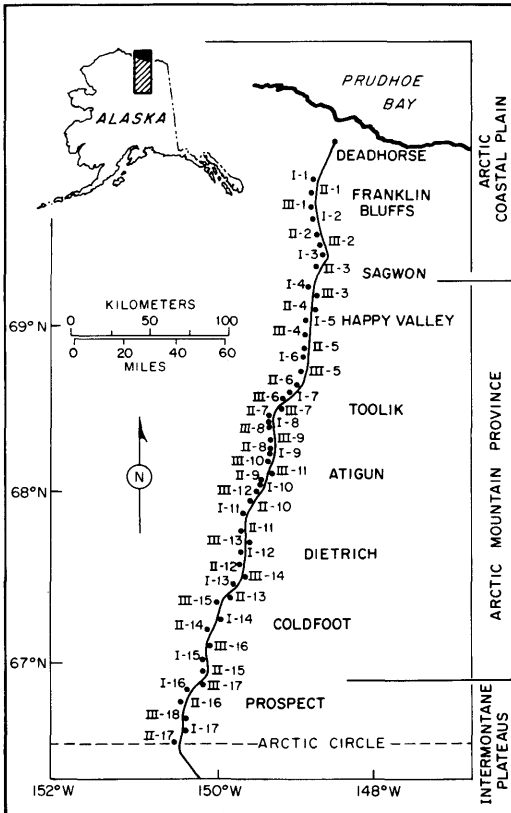 PRUDHOE
BAY
ALASKA
DEADHORSE
ARCTIC
COASTAL PLAIN
I-1
II-1
FRANKLIN
BLUFFS
III-1
I-2
II-2
III-2
I-3
II-3
SAGWON
I-4
III-3
KILOMETERS
0 50 100
0 20 40 60
MILES
II-4
69°N
I-5
HAPPY VALLEY
III-4
II-5
I-6
III-5
II-6
I-7
III-6
III-7
TOOLIK
II-7
I-8
III-8
III-9
II-8
I-9
III-10
III-11
ATIGUN
II-9
I-10
N
68°N
III-12
II-10
I-11
II-11
III-13
I-12
DIETRICH
II-12
III-14
I-13
II-13
III-15
I-14
COLDFOOT
II-14
III-16
ARCTIC MOUNTAIN PROVINCE
67°N
I-15
II-15
I-16
III-17
II-16
PROSPECT
III-18
I-17
II-17
ARCTIC CIRCLE
INTERMONTANE
PLATEAUS
152°W
150°W
148°W